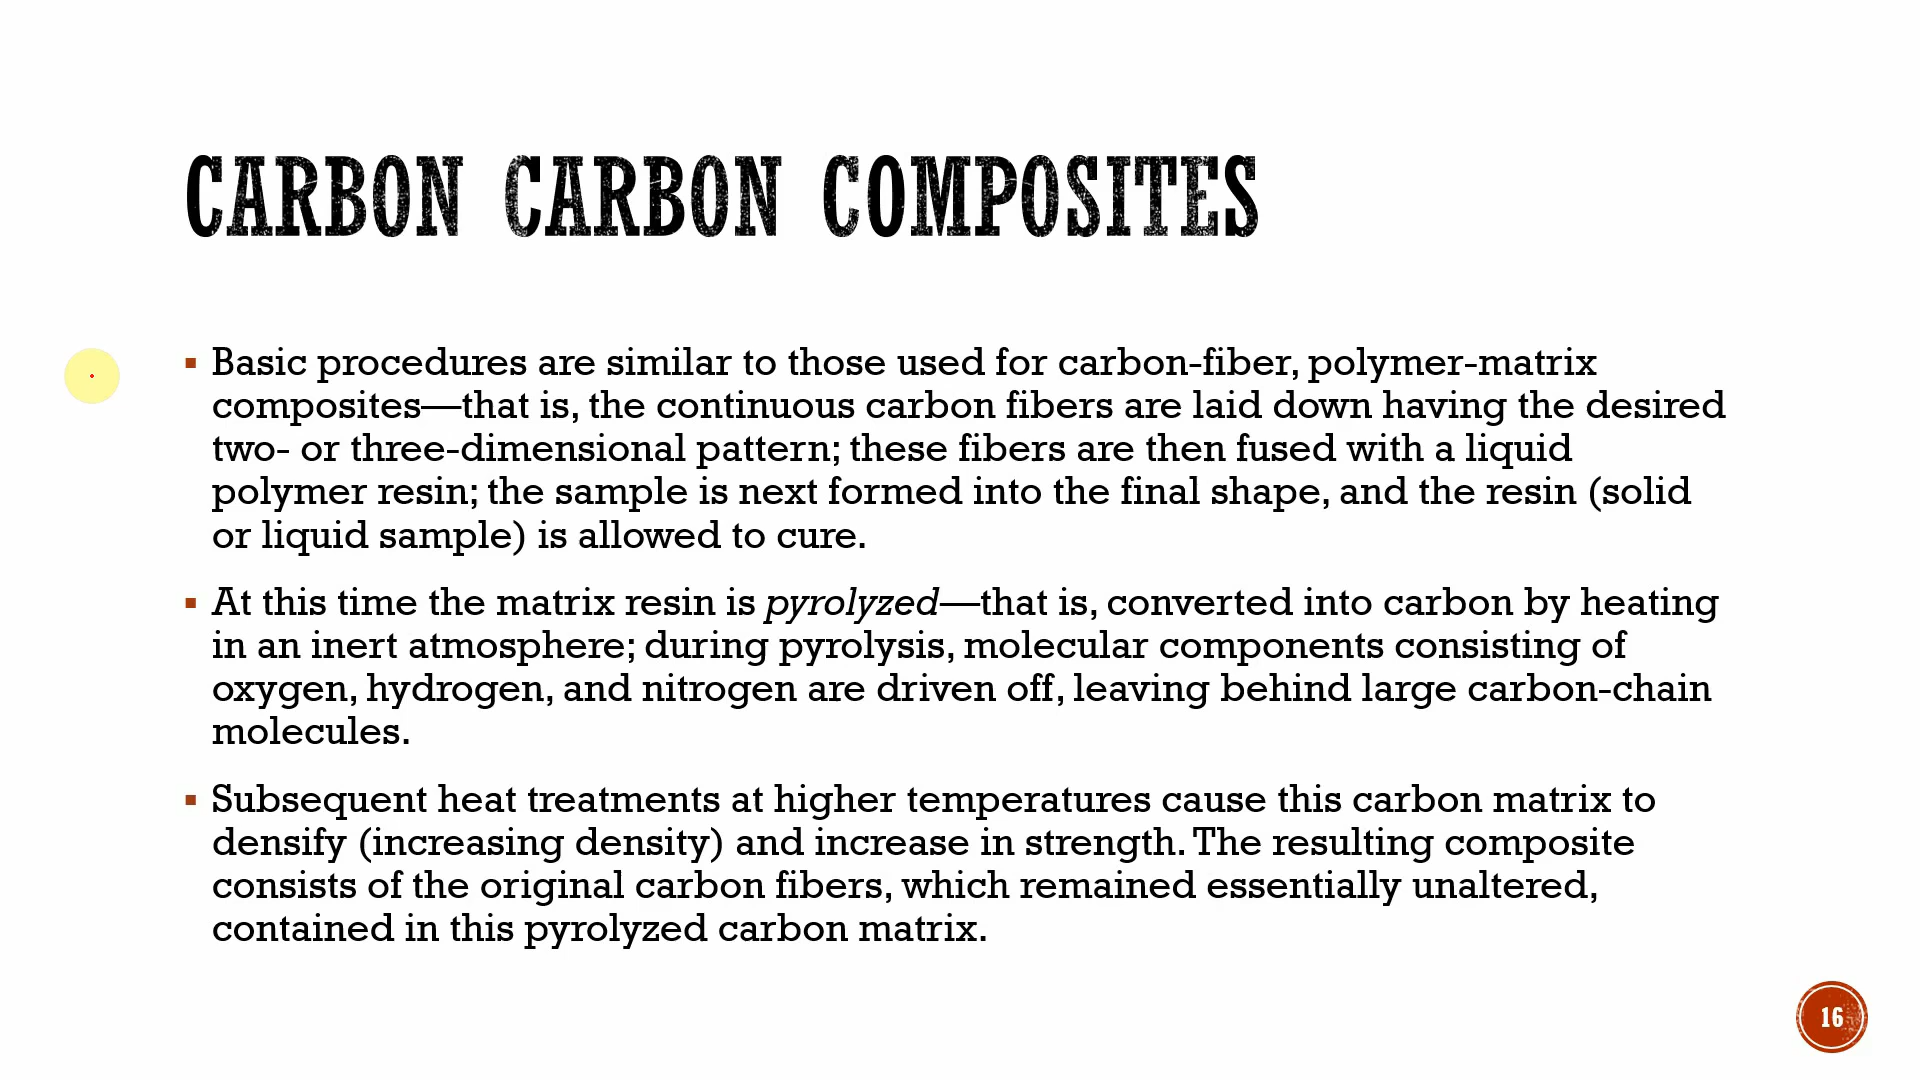 CARBON CARBON COMPOSITES
▪ Basic procedures are similar to those used for carbon-fiber, polymer-matrix
composites—that is, the continuous carbon fibers are laid down having the desired
two- or three-dimensional pattern; these fibers are then fused with a liquid
polymer resin; the sample is next formed into the final shape, and the resin (solid
or liquid sample) is allowed to cure.
▪ At this time the matrix resin is pyrolyzed—that is, converted into carbon by heating
in an inert atmosphere; during pyrolysis, molecular components consisting of
oxygen, hydrogen, and nitrogen are driven off, leaving behind large carbon-chain
molecules.
▪ Subsequent heat treatments at higher temperatures cause this carbon matrix to
densify (increasing density) and increase in strength. The resulting composite
consists of the original carbon fibers, which remained essentially unaltered,
contained in this pyrolyzed carbon matrix.
16